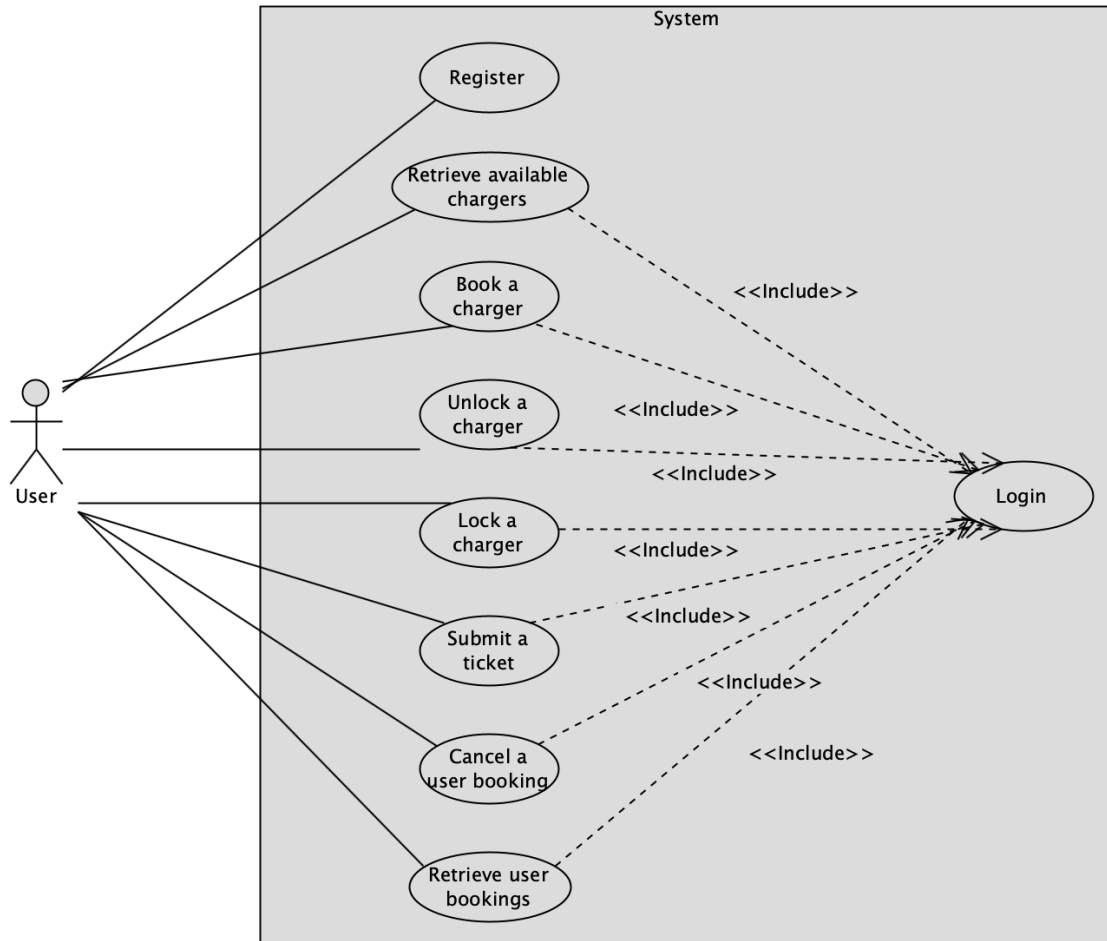 System
Register
Retrieve available
chargers
<<Include>>
Book a
charger
<<Include>>
Unlock a
charger
<<Include>>
User
Login
Lock a
charger
<<Include>>
Submit a
ticket
<<Include>>
Cancel a
user booking
<<Include>>
Retrieve user
bookings
<<Include>>